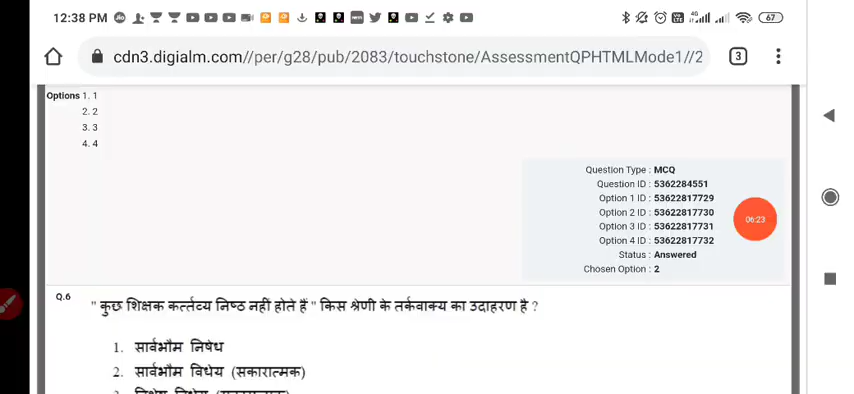 12:38 PM
67
cdn3.digialm.com//per/g28/pub/2083/touchstone/AssessmentQPHTMLMode1//2
3
Options 1. 1
2. 2
3. 3
4. 4
Question Type : MCQ
Question ID : 5362284551
Option 1 ID : 5362281 7729
Option 2 ID : 53622817730
Option 3 ID : 53622817731
Option 4 ID : 53622817732
Status : Answered
Chosen Option : 2
06:23
Q.6
" कुछ शिक्षक कर्त्तव्य निष्ठ नहीं होते हैं " किस श्रेणी के तर्कवाक्य का उदाहरण है ?
1. सार्वभौम निषेध
2. सार्वभौम विधेय (सकारात्मक)